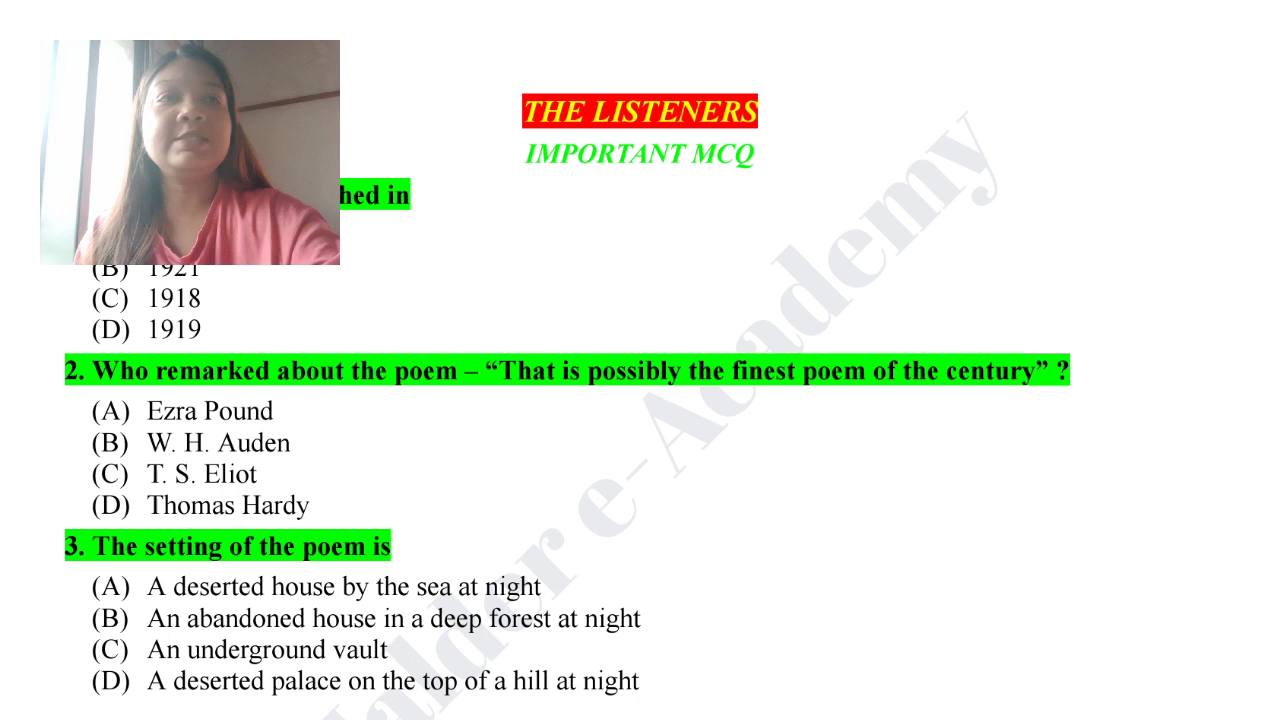 THE LISTENERS
IMPORTANT MCQ
hed in
(B) 1921
(C) 1918
(D) 1919
2. Who remarked about the poem – “That is possibly the finest poem of the century” ?
(A) Ezra Pound
(B) W. H. Auden
(C) T. S. Eliot
(D) Thomas Hardy
3. The setting of the poem is
(A) A deserted house by the sea at night
(B) An abandoned house in a deep forest at night
(C) An underground vault
(D) A deserted palace on the top of a hill at night
alder e-Academy